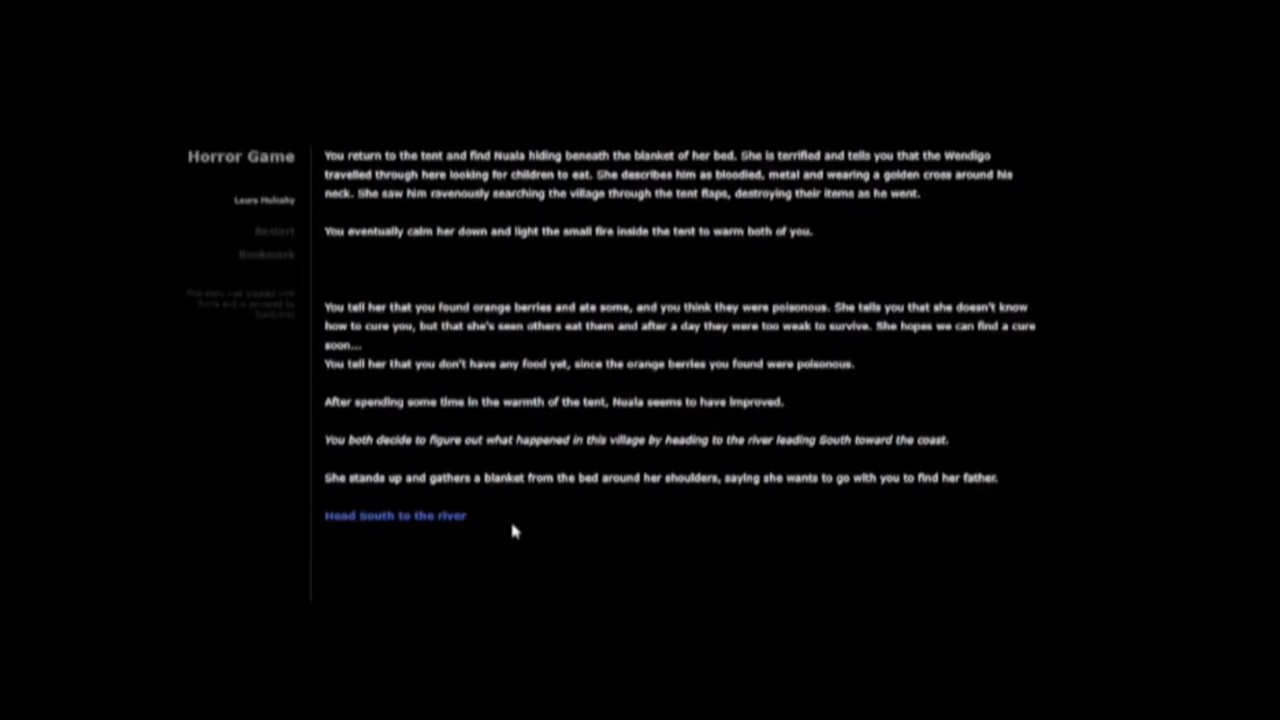 Horror Game
You return to the tent and find Nuala hiding beneath the blanket of her bed. She is terrified and tells you that the Wendigo
travelled through here looking for children to eat. She describes him as bloodied, metal and wearing a golden cross around his
neck. She saw him ravenously searching the village through the tent flaps, destroying their items as he went.
Laura Mulcahy
Restart
You eventually calm her down and light the small fire inside the tent to warm both of you.
Bookmark
You tell her that you found orange berries and ate some, and you think they were poisonous. She tells you that she doesn't know
how to cure you, but that she's seen others eat them and after a day they were too weak to survive. She hopes we can find a cure
soon...
You tell her that you don't have any food yet, since the orange berries you found were poisonous.
After spending some time in the warmth of the tent, Nuala seems to have improved.
You both decide to figure out what happened in this village by heading to the river leading South toward the coast.
She stands up and gathers a blanket from the bed around her shoulders, saying she wants to go with you to find her father.
Head South to the river